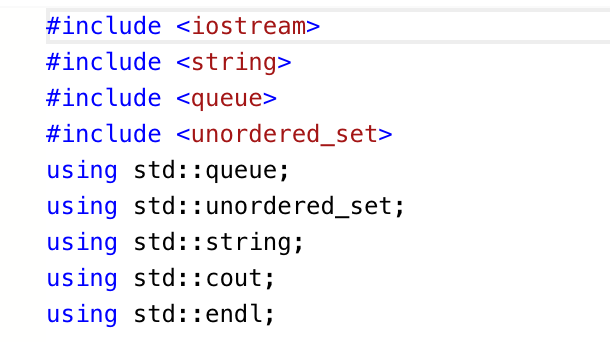 #include <iostream>
#include <string>
#include <queue>
#include <unordered_set>
using std::queue;
using std::unordered_set;
using std::string;
using std::cout;
using std::endl;